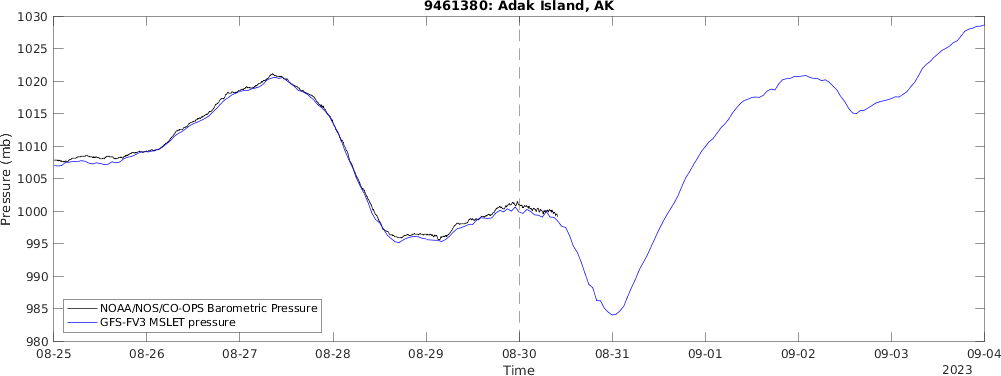 9461380: Adak Island, AK
Pressure (mb)
1030
1025
1020
1015
1010
1005
1000
995
990
985
980
NOAA/NOS/CO-OPS Barometric Pressure
GFS-FV3 MSLET pressure
08-25 08-26 08-27 08-28 08-29 08-30 08-31 09-01 09-02 09-03 09-04
Time
2023